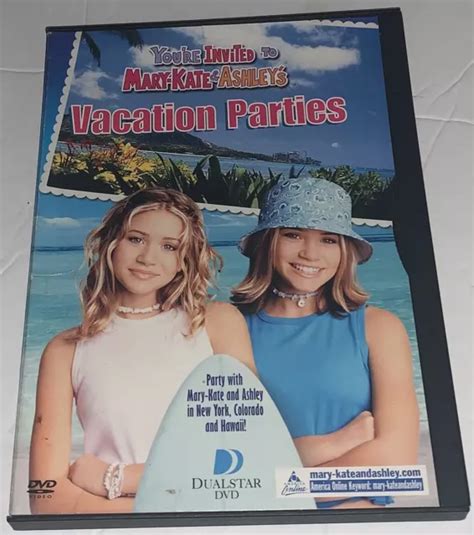 You're Invited to
Mary-Kate & Ashley's
Vacation Parties
Party with
Mary-Kate and Ashley
in New York, Colorado
and Hawaii!
D
DUALSTAR
DVD
DVD
VIDEO
mary-kateandashley.com
America Online Keyword: mary-kateandashley